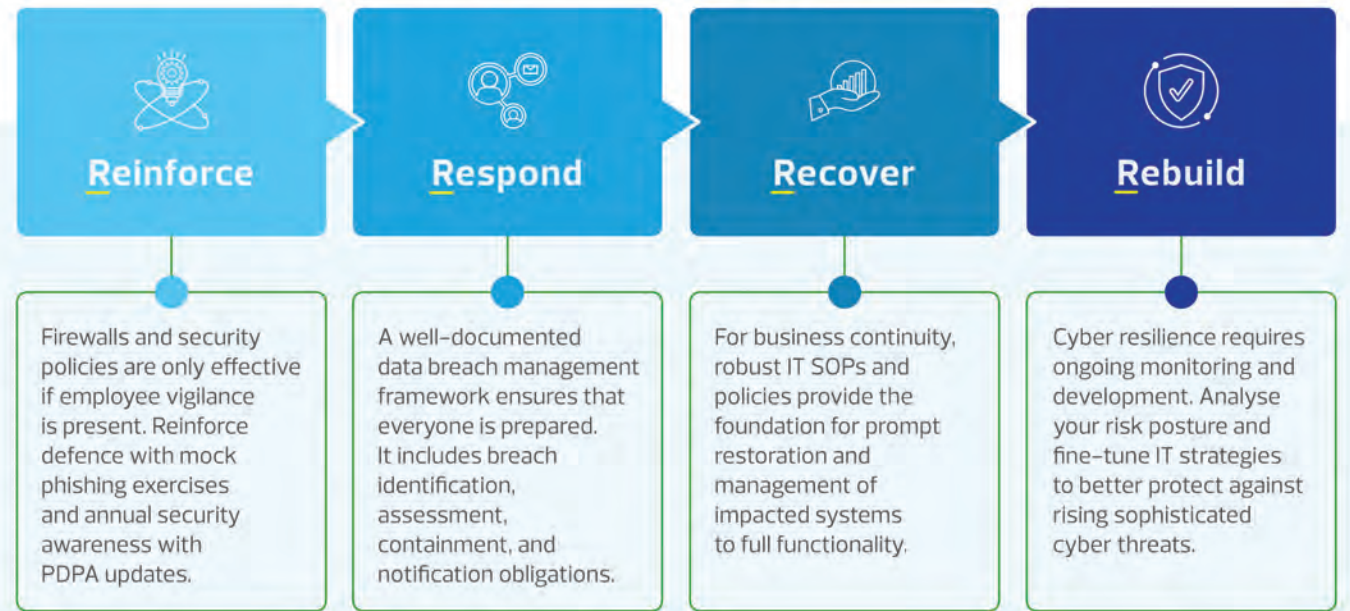 Reinforce
Respond
Recover
Rebuild
Firewalls and security
policies are only effective
if employee vigilance
is present. Reinforce
defence with mock
phishing exercises
and annual security
awareness with
PDPA updates.
A well-documented
data breach management
framework ensures that
everyone is prepared.
It includes breach
identification,
assessment,
containment, and
notification obligations.
For business continuity,
robust IT SOPs and
policies provide the
foundation for prompt
restoration and
management of
impacted systems
to full functionality.
Cyber resilience requires
ongoing monitoring and
development. Analyse
your risk posture and
fine-tune IT strategies
to better protect against
rising sophisticated
cyber threats.